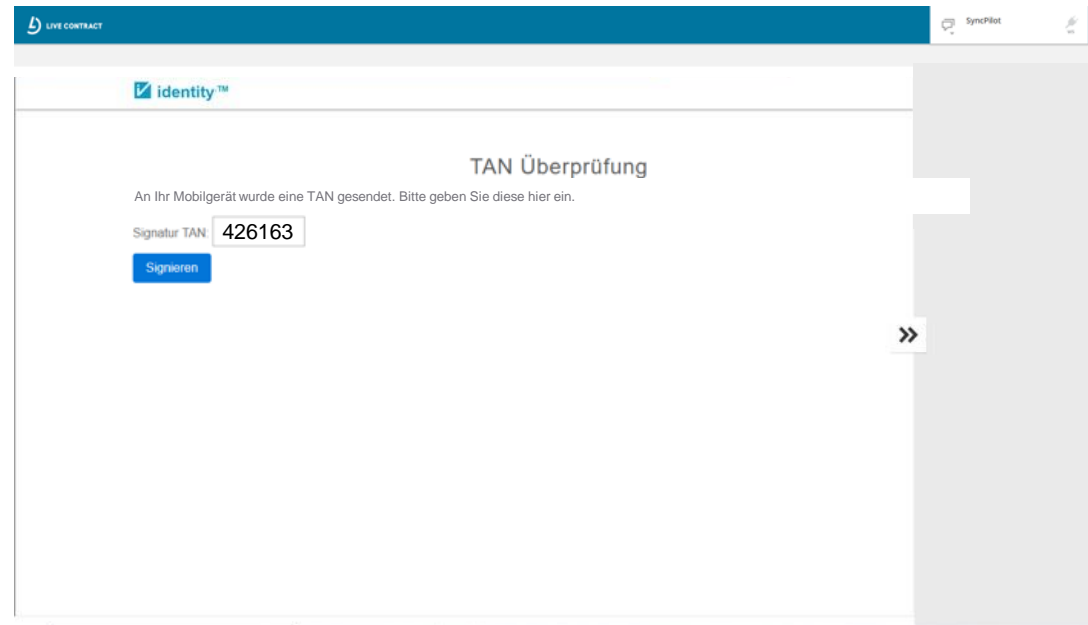 LIVE CONTRACT
SyncPilot
identity™
TAN Überprüfung
An Ihr Mobilgerät wurde eine TAN gesendet. Bitte geben Sie diese hier ein.
Signatur TAN: 426163
Signieren